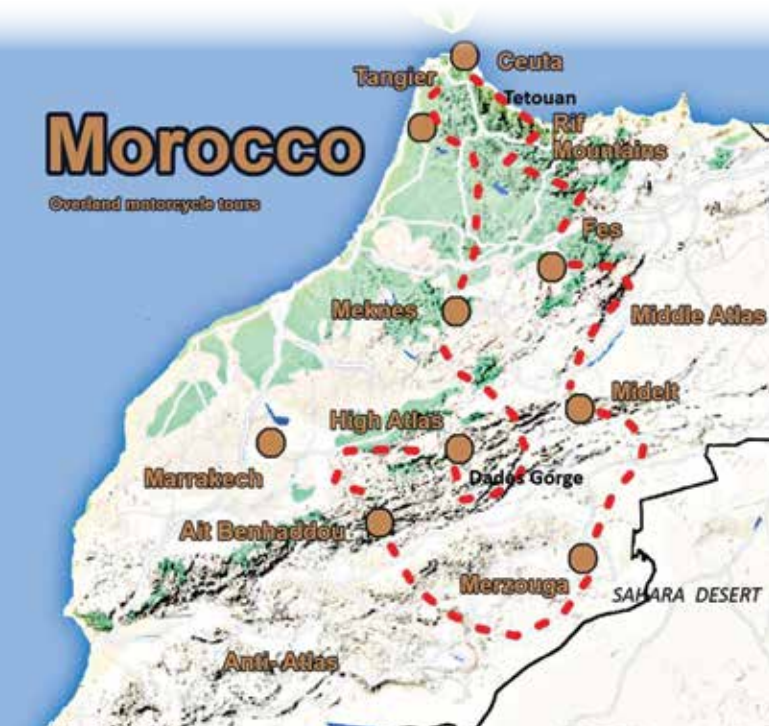 Ceuta
Tangier
Tetouan
Morocco
Rif
Mountains
Overland motorcycle tours
Fes
Meknes
Middle Atlas
Midelt
High Atlas
Marrakech
Dades Gorge
Ait Benhaddou
Merzouga
SAHARA DESERT
Anti-Atlas